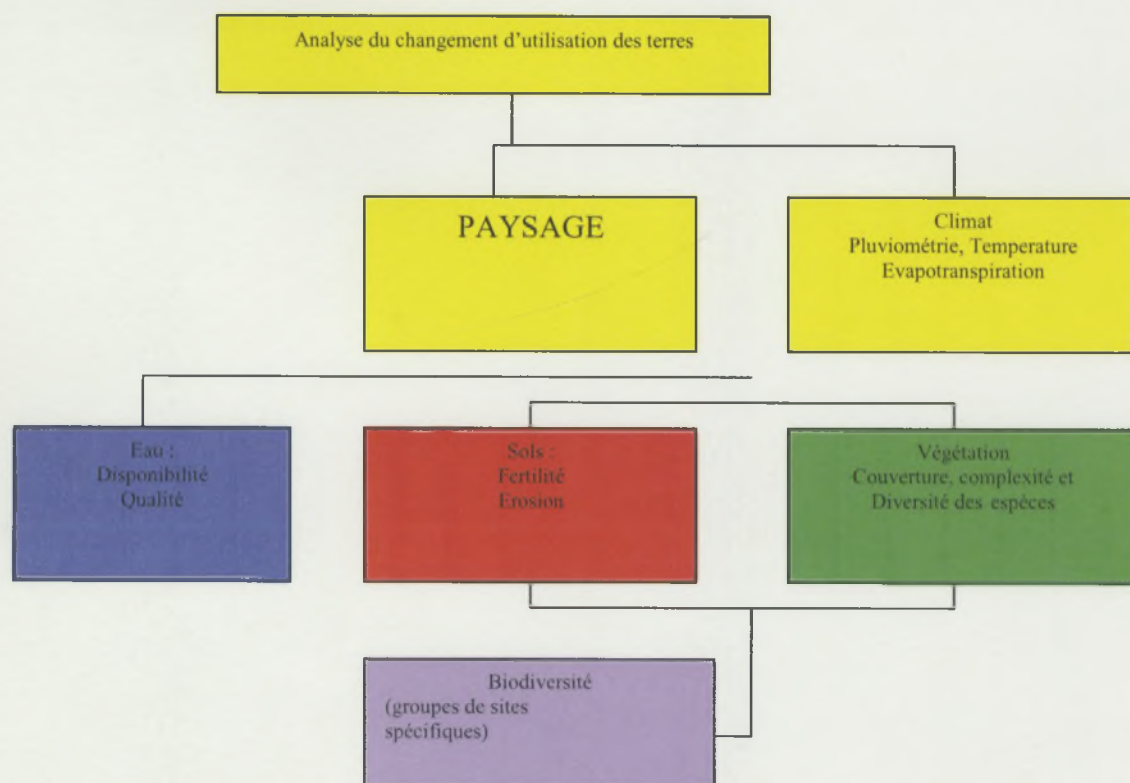 Analyse du changement d’utilisation des terres
PAYSAGE
Climat
Pluviométrie, Temperature
Evapotranspiration
Eau :
Disponibilité
Qualité
Sols :
Fertilité
Erosion
Végétation
Couverture, complexité et
Diversité des espèces
Biodiversité
(groupes de sites
spécifiques)